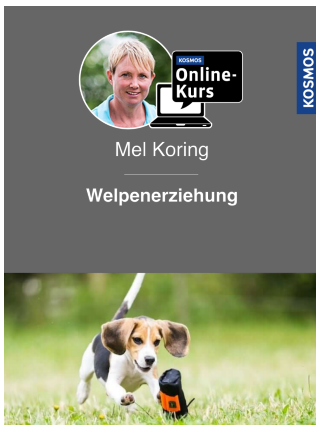 KOSMOS
Online-
Kurs
KOSMOS
Mel Koring
Welpenerziehung